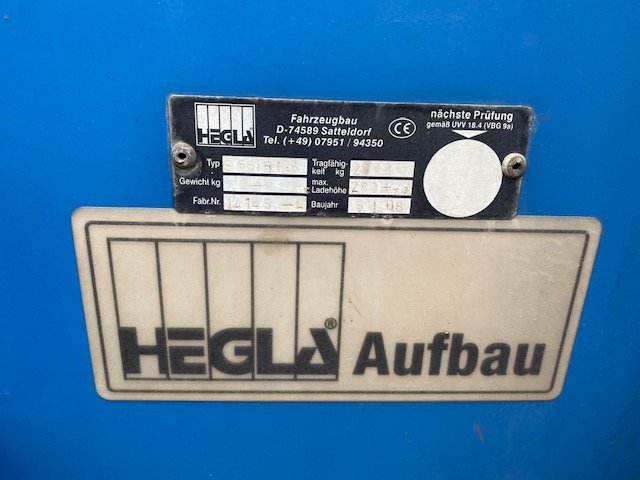 HEGLA
Fahrzeugbau
D-74589 Satteldorf
Tel. (+49) 07951 / 94350
CE
nächste Prüfung
gemäß UVV 18.4 (VBG 9a)
Typ
Tragfähig-
keit kg
Gewicht kg
max.
Ladehöhe
Fabr.Nr.
Baujahr
HEGLA® Aufbau